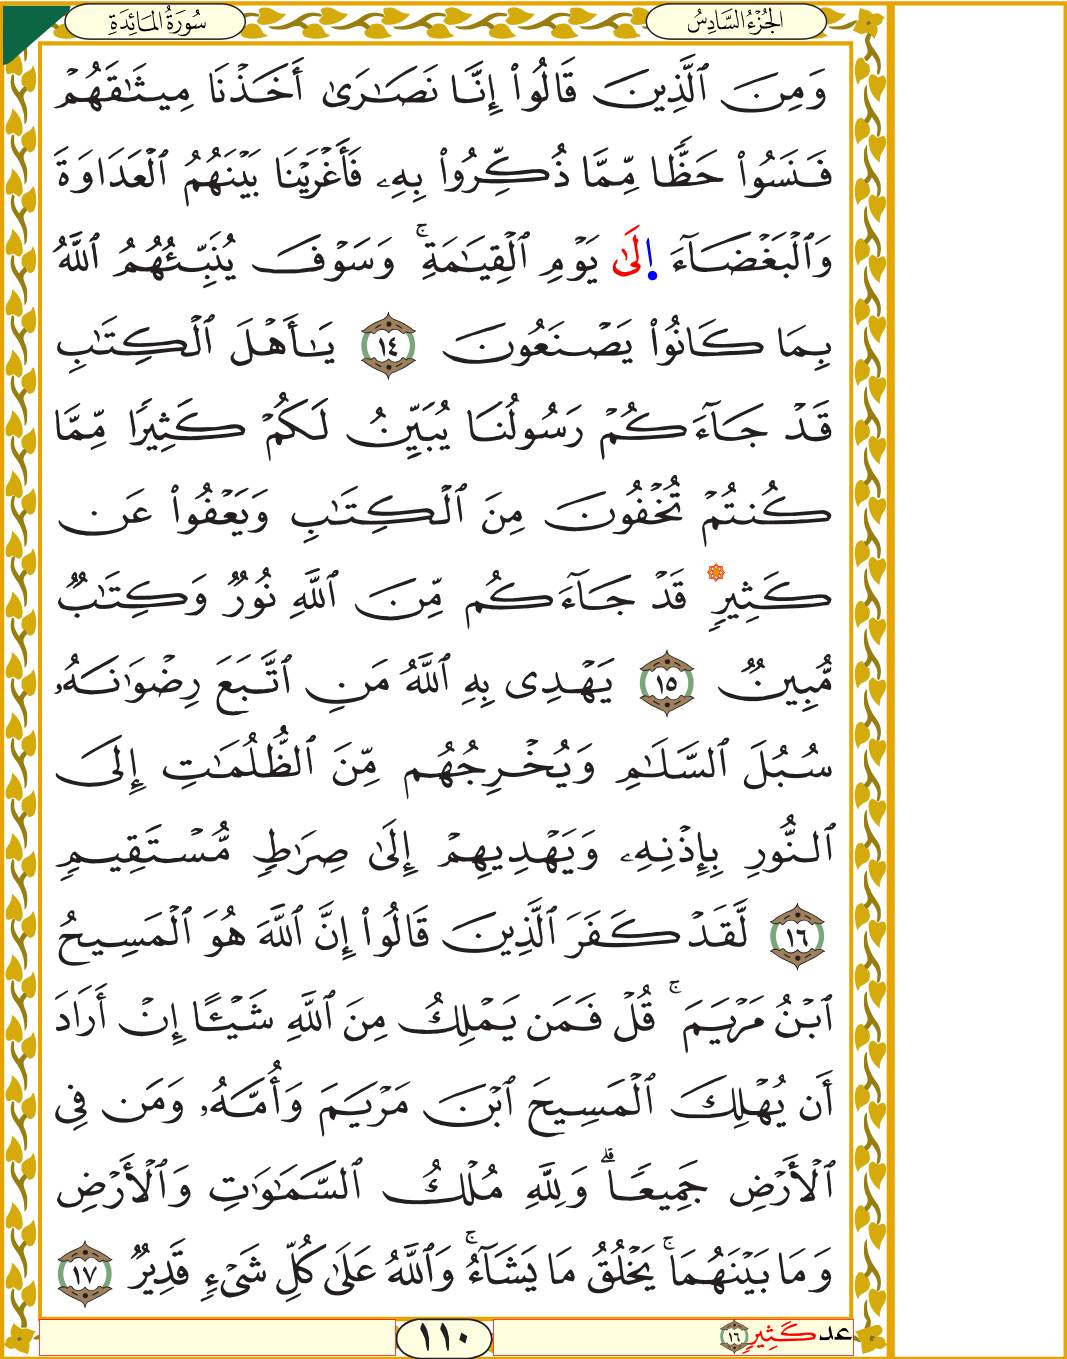 سُورَةُ المَائِدَةِ
الجُزْءُ السَّادِسُ
وَمِنَ ٱلَّذِينَ قَالُوٓا۟ إِنَّا نَصَٰرَىٰٓ أَخَذْنَا مِيثَٰقَهُمْ
فَنَسُوا۟ حَظًّا مِّمَّا ذُكِّرُوا۟ بِهِۦ فَأَغْرَيْنَا بَيْنَهُمُ ٱلْعَدَاوَةَ
وَٱلْبَغْضَآءَ إِلَىٰ يَوْمِ ٱلْقِيَٰمَةِ ۚ وَسَوْفَ يُنَبِّئُهُمُ ٱللَّهُ
بِمَا كَانُوا۟ يَصْنَعُونَ ١٤ يَٰٓأَهْلَ ٱلْكِتَٰبِ
قَدْ جَآءَكُمْ رَسُولُنَا يُبَيِّنُ لَكُمْ كَثِيرًا مِّمَّا
كُنتُمْ تُخْفُونَ مِنَ ٱلْكِتَٰبِ وَيَعْفُوا۟ عَن
كَثِيرٍ قَدْ جَآءَكُم مِّنَ ٱللَّهِ نُورٌ وَكِتَٰبٌ
مُّبِينٌ ١٥ يَهْدِى بِهِ ٱللَّهُ مَنِ ٱتَّبَعَ رِضْوَٰنَهُۥ
سُبُلَ ٱلسَّلَٰمِ وَيُخْرِجُهُم مِّنَ ٱلظُّلُمَٰتِ إِلَى
ٱلنُّورِ بِإِذْنِهِۦ وَيَهْدِيهِمْ إِلَىٰ صِرَٰطٍ مُّسْتَقِيمٍ
١٦ لَّقَدْ كَفَرَ ٱلَّذِينَ قَالُوٓا۟ إِنَّ ٱللَّهَ هُوَ ٱلْمَسِيحُ
ٱبْنُ مَرْيَمَ ۚ قُلْ فَمَن يَمْلِكُ مِنَ ٱللَّهِ شَيْـًٔا إِنْ أَرَادَ
أَن يُهْلِكَ ٱلْمَسِيحَ ٱبْنَ مَرْيَمَ وَأُمَّهُۥ وَمَن فِى
ٱلْأَرْضِ جَمِيعًا ۗ وَلِلَّهِ مُلْكُ ٱلسَّمَٰوَٰتِ وَٱلْأَرْضِ
وَمَا بَيْنَهُمَا ۚ يَخْلُقُ مَا يَشَآءُ ۚ وَٱللَّهُ عَلَىٰ كُلِّ شَىْءٍ قَدِيرٌ ١٧
عد كَثِيرٍ ١٦
١١٠